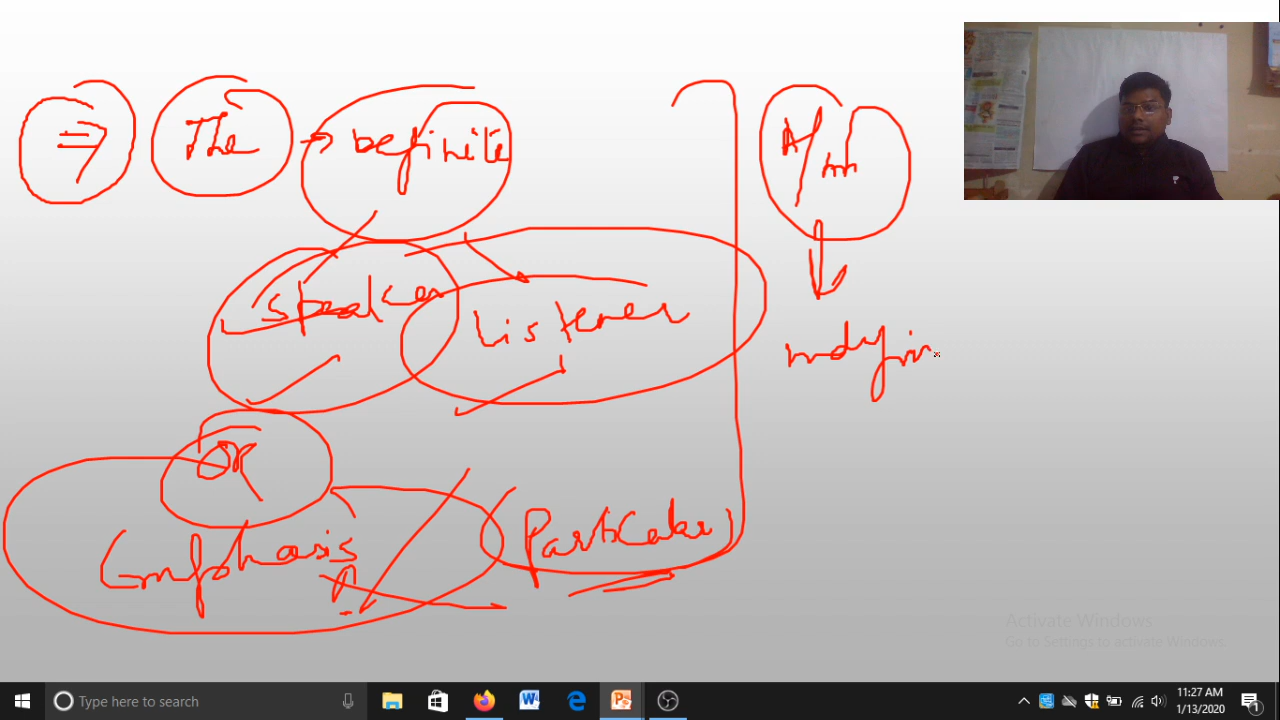 ⇒ The → Definite
A/An
Speaker Listener
OR
Emphasis (Particular)
Activate Windows
Go to Settings to activate Windows
Type here to search
11:27 AM
1/13/2020